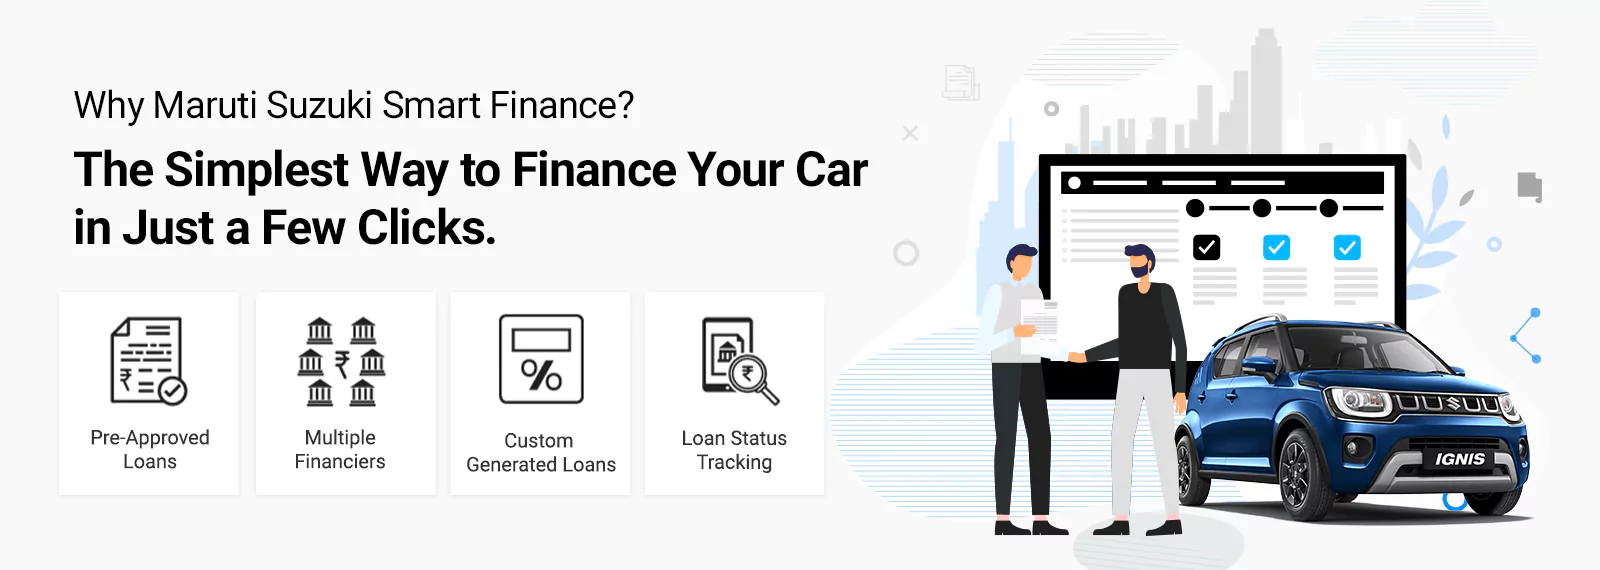 Why Maruti Suzuki Smart Finance?
The Simplest Way to Finance Your Car
in Just a Few Clicks.
₹
Pre-Approved
Loans
₹
Multiple
Financiers
%
Custom
Generated Loans
₹
Loan Status
Tracking
IGNIS